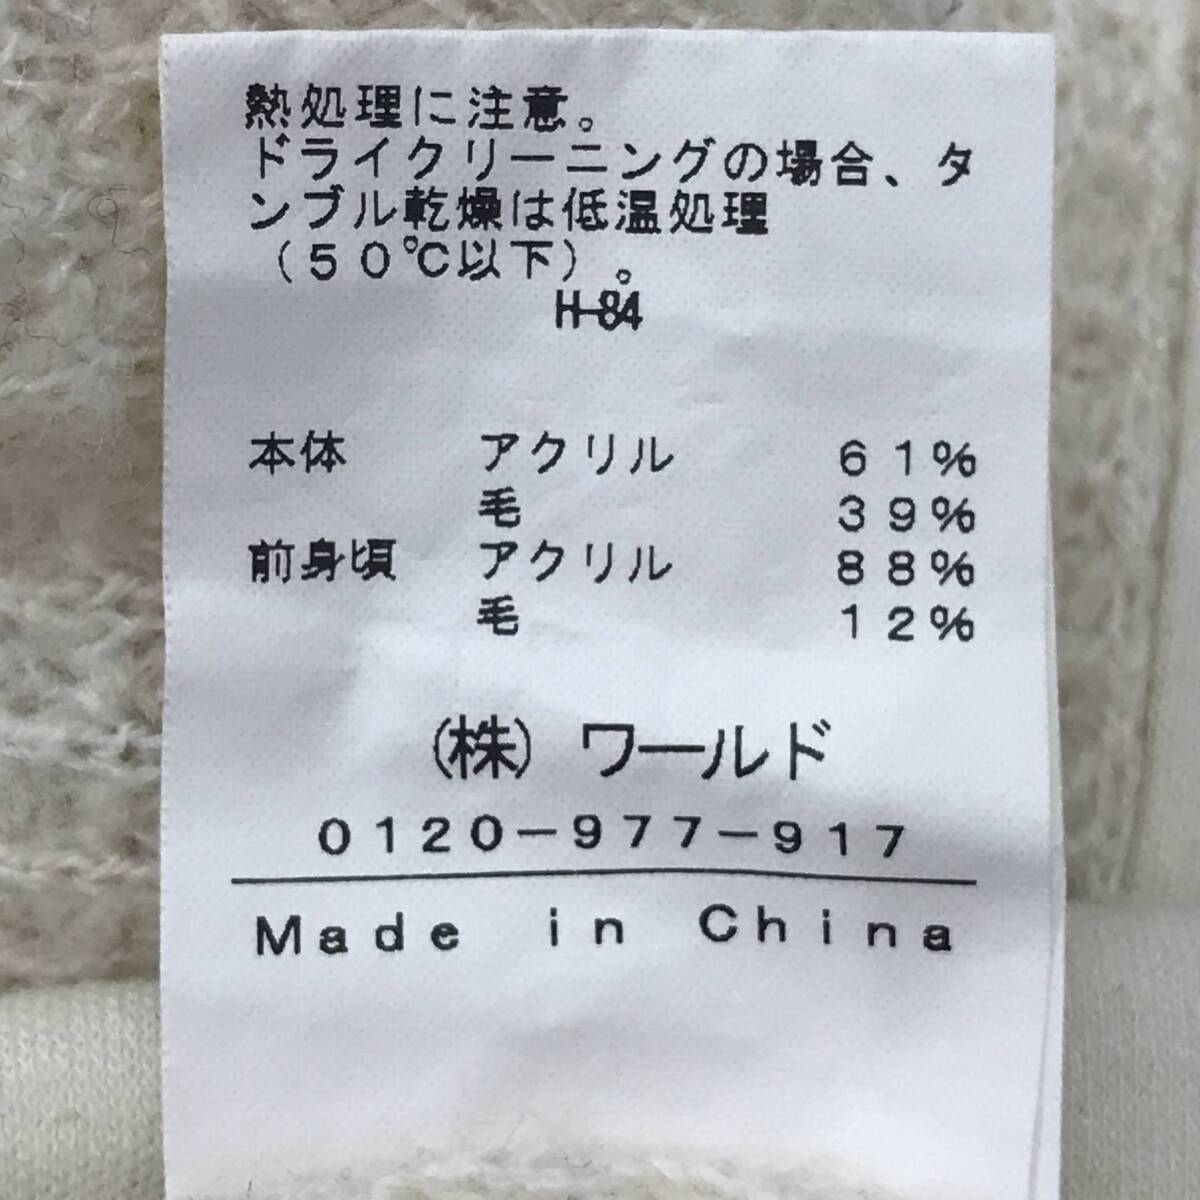 熱処理に注意。
ドライクリーニングの場合、タ
ンブル乾燥は低温処理
（50℃以下）。
H-84
本体 アクリル 61%
毛 39%
前身頃 アクリル 88%
毛 12%
(株) ワールド
0120-977-917
Made in China